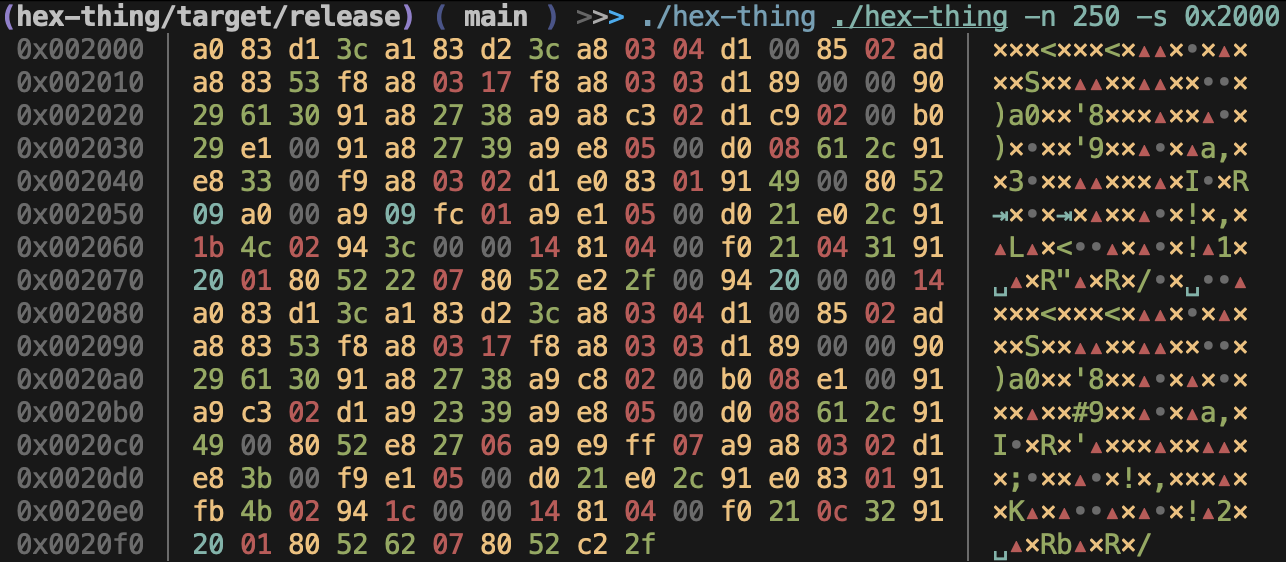 (hex-thing/target/release) ( main ) >>> ./hex-thing ./hex-thing -n 250 -s 0x2000
0x002000 │ a0 83 d1 3c a1 83 d2 3c a8 03 04 d1 00 85 02 ad │ ×××<×××<×▴▴×•×▴×
0x002010 │ a8 83 53 f8 a8 03 17 f8 a8 03 03 d1 89 00 00 90 │ ××S××▴▴××▴▴××••×
0x002020 │ 29 61 30 91 a8 27 38 a9 a8 c3 02 d1 c9 02 00 b0 │ )a0××'8×××▴××▴•×
0x002030 │ 29 e1 00 91 a8 27 39 a9 e8 05 00 d0 08 61 2c 91 │ )×•××'9××▴•×▴a,×
0x002040 │ e8 33 00 f9 a8 03 02 d1 e0 83 01 91 49 00 80 52 │ ×3•××▴▴×××▴×I•×R
0x002050 │ 09 a0 00 a9 09 fc 01 a9 e1 05 00 d0 21 e0 2c 91 │ ⇥×•×⇥×▴××▴•×!×,×
0x002060 │ 1b 4c 02 94 3c 00 00 14 81 04 00 f0 21 04 31 91 │ ▴L▴×<••▴×▴•×!▴1×
0x002070 │ 20 01 80 52 22 07 80 52 e2 2f 00 94 20 00 00 14 │ ␣▴×R"▴×R×/•×␣••▴
0x002080 │ a0 83 d1 3c a1 83 d2 3c a8 03 04 d1 00 85 02 ad │ ×××<×××<×▴▴×•×▴×
0x002090 │ a8 83 53 f8 a8 03 17 f8 a8 03 03 d1 89 00 00 90 │ ××S××▴▴××▴▴××••×
0x0020a0 │ 29 61 30 91 a8 27 38 a9 c8 02 00 b0 08 e1 00 91 │ )a0××'8××▴•×▴×•×
0x0020b0 │ a9 c3 02 d1 a9 23 39 a9 e8 05 00 d0 08 61 2c 91 │ ××▴××#9××▴•×▴a,×
0x0020c0 │ 49 00 80 52 e8 27 06 a9 e9 ff 07 a9 a8 03 02 d1 │ I•×R×'▴×××▴××▴▴×
0x0020d0 │ e8 3b 00 f9 e1 05 00 d0 21 e0 2c 91 e0 83 01 91 │ ×;•××▴•×!×,×××▴×
0x0020e0 │ fb 4b 02 94 1c 00 00 14 81 04 00 f0 21 0c 32 91 │ ×K▴×▴••▴×▴•×!▴2×
0x0020f0 │ 20 01 80 52 62 07 80 52 c2 2f │ ␣▴×Rb▴×R×/